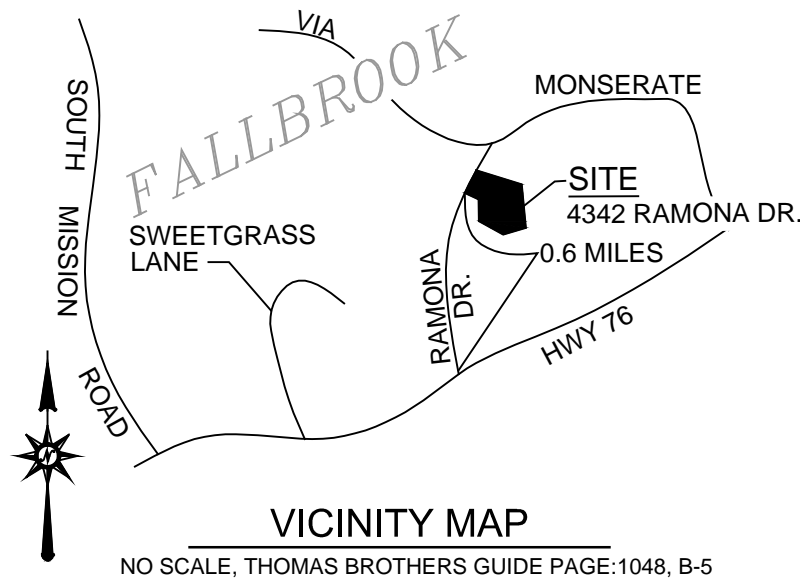 VIA
FALLBROOK
MONSERATE
SOUTH
MISSION
ROAD
SWEETGRASS
LANE
SITE
4342 RAMONA DR.
0.6 MILES
RAMONA
DR.
HWY 76
N
VICINITY MAP
NO SCALE, THOMAS BROTHERS GUIDE PAGE:1048, B-5